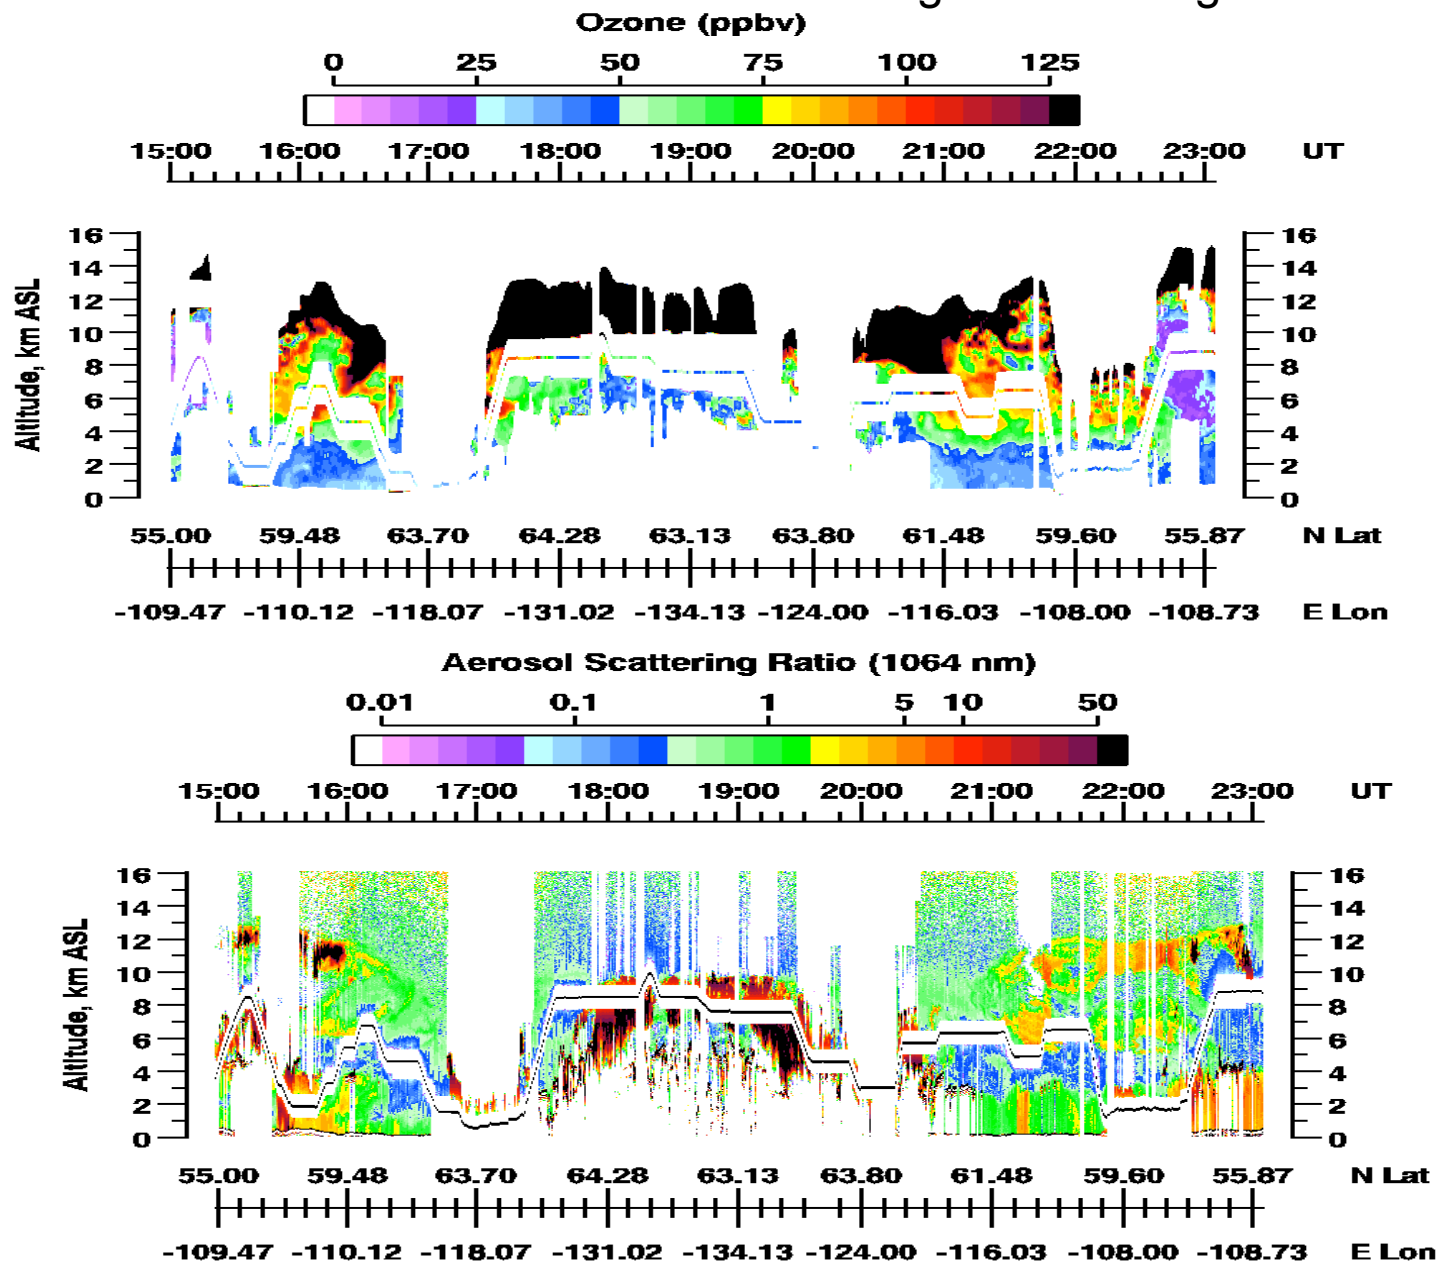 Ozone (ppbv)
0 25 50 75 100 125
15:00 16:00 17:00 18:00 19:00 20:00 21:00 22:00 23:00 UT
16 14 12 10 8 6 4 2 0
Altitude, km ASL
16 14 12 10 8 6 4 2 0
55.00 59.48 63.70 64.28 63.13 63.80 61.48 59.60 55.87 N Lat
-109.47 -110.12 -118.07 -131.02 -134.13 -124.00 -116.03 -108.00 -108.73 E Lon
Aerosol Scattering Ratio (1064 nm)
0.01 0.1 1 5 10 50
15:00 16:00 17:00 18:00 19:00 20:00 21:00 22:00 23:00 UT
16 14 12 10 8 6 4 2 0
Altitude, km ASL
16 14 12 10 8 6 4 2 0
55.00 59.48 63.70 64.28 63.13 63.80 61.48 59.60 55.87 N Lat
-109.47 -110.12 -118.07 -131.02 -134.13 -124.00 -116.03 -108.00 -108.73 E Lon